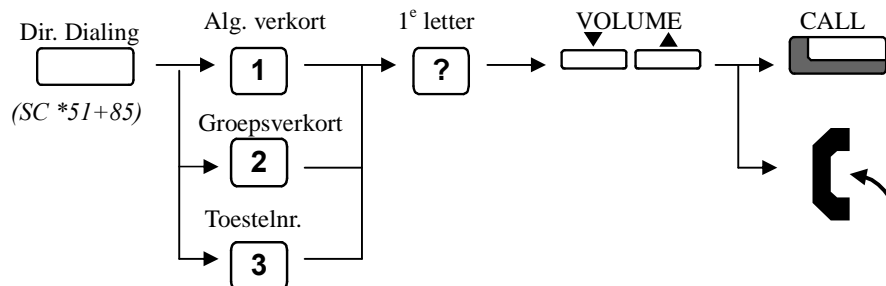 Dir. Dialing
(SC *51+85)
Alg. verkort
1
Groepsverkort
2
Toestelnr.
3
1e letter
?
VOLUME
CALL